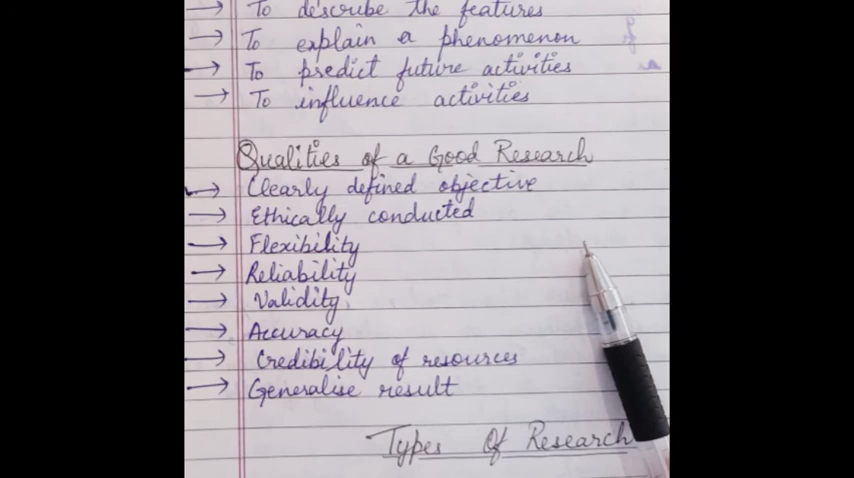 → To describe the features
→ To explain a phenomenon
→ To predict future activities
→ To influence activities
Qualities of a Good Research
→ Clearly defined objective
→ Ethically conducted
→ Flexibility
→ Reliability
→ Validity
→ Accuracy
→ Credibility of resources
→ Generalise result
Types Of Research